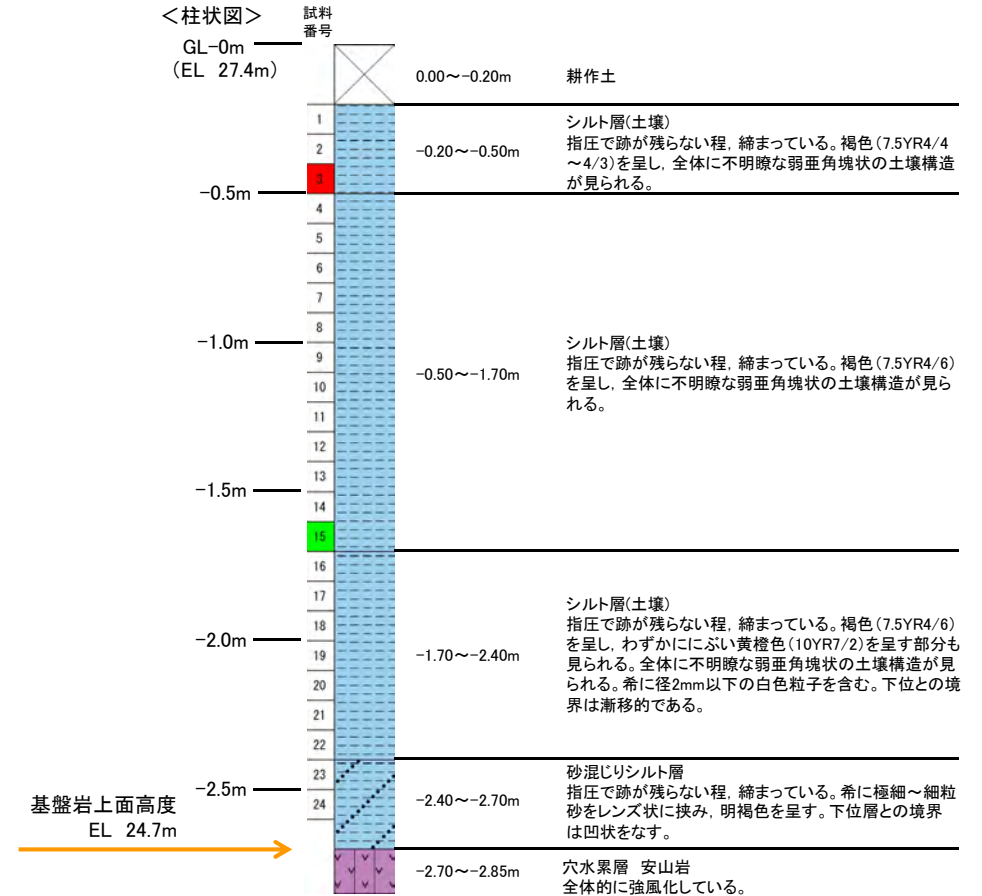 <柱状図>
試料
番号
GL-0m
(EL 27.4m)
0.00～-0.20m
耕作土
1
2
3
-0.20～-0.50m
シルト層(土壌)
指圧で跡が残らない程，締まっている。褐色(7.5YR4/4
～4/3)を呈し，全体に不明瞭な弱亜角塊状の土壌構造
が見られる。
-0.5m
4
5
6
7
8
-1.0m
9
10
11
12
13
-1.5m
14
15
-0.50～-1.70m
シルト層(土壌)
指圧で跡が残らない程，締まっている。褐色(7.5YR4/6)
を呈し，全体に不明瞭な弱亜角塊状の土壌構造が見ら
れる。
16
17
18
-2.0m
19
20
21
22
-1.70～-2.40m
シルト層(土壌)
指圧で跡が残らない程，締まっている。褐色(7.5YR4/6)
を呈し，わずかににぶい黄橙色(10YR7/2)を呈す部分も
見られる。全体に不明瞭な弱亜角塊状の土壌構造が見
られる。希に径2mm以下の白色粒子を含む。下位との境
界は漸移的である。
23
-2.5m
24
-2.40～-2.70m
砂混じりシルト層
指圧で跡が残らない程，締まっている。希に極細～細粒
砂をレンズ状に挟み，明褐色を呈す。下位層との境界
は凹状をなす。
基盤岩上面高度
EL 24.7m
-2.70～-2.85m
穴水累層 安山岩
全体的に強風化している。